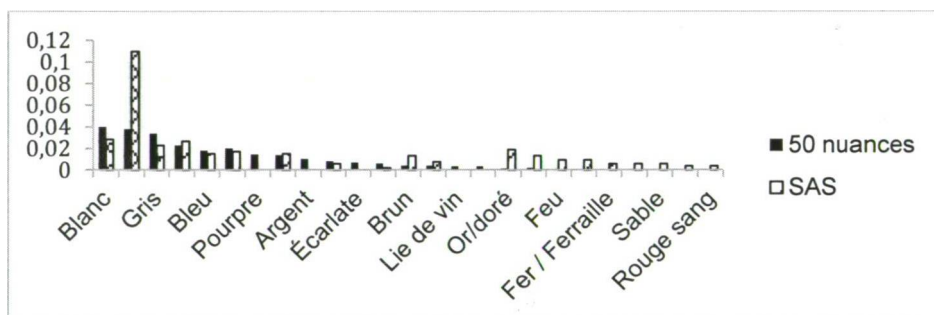 0,12
0,1
0,08
0,06
0,04
0,02
0
Blanc
Gris
Bleu
Pourpre
Argent
Écarlate
Brun
Lie de vin
Or/doré
Feu
Fer / Ferraille
Sable
Rouge sang
50 nuances
SAS